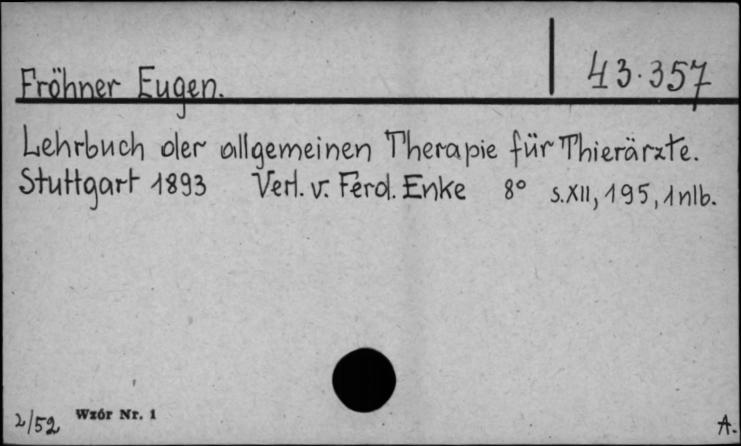 43.357
Fröhner Eugen.
Lehrbuch der allgemeinen Therapie für Thierärzte.
Stuttgart 1893 Verl. v. Ferd. Enke 8° s.XII, 195, 1 nlb.
2/52 Wzór Nr. 1 A.